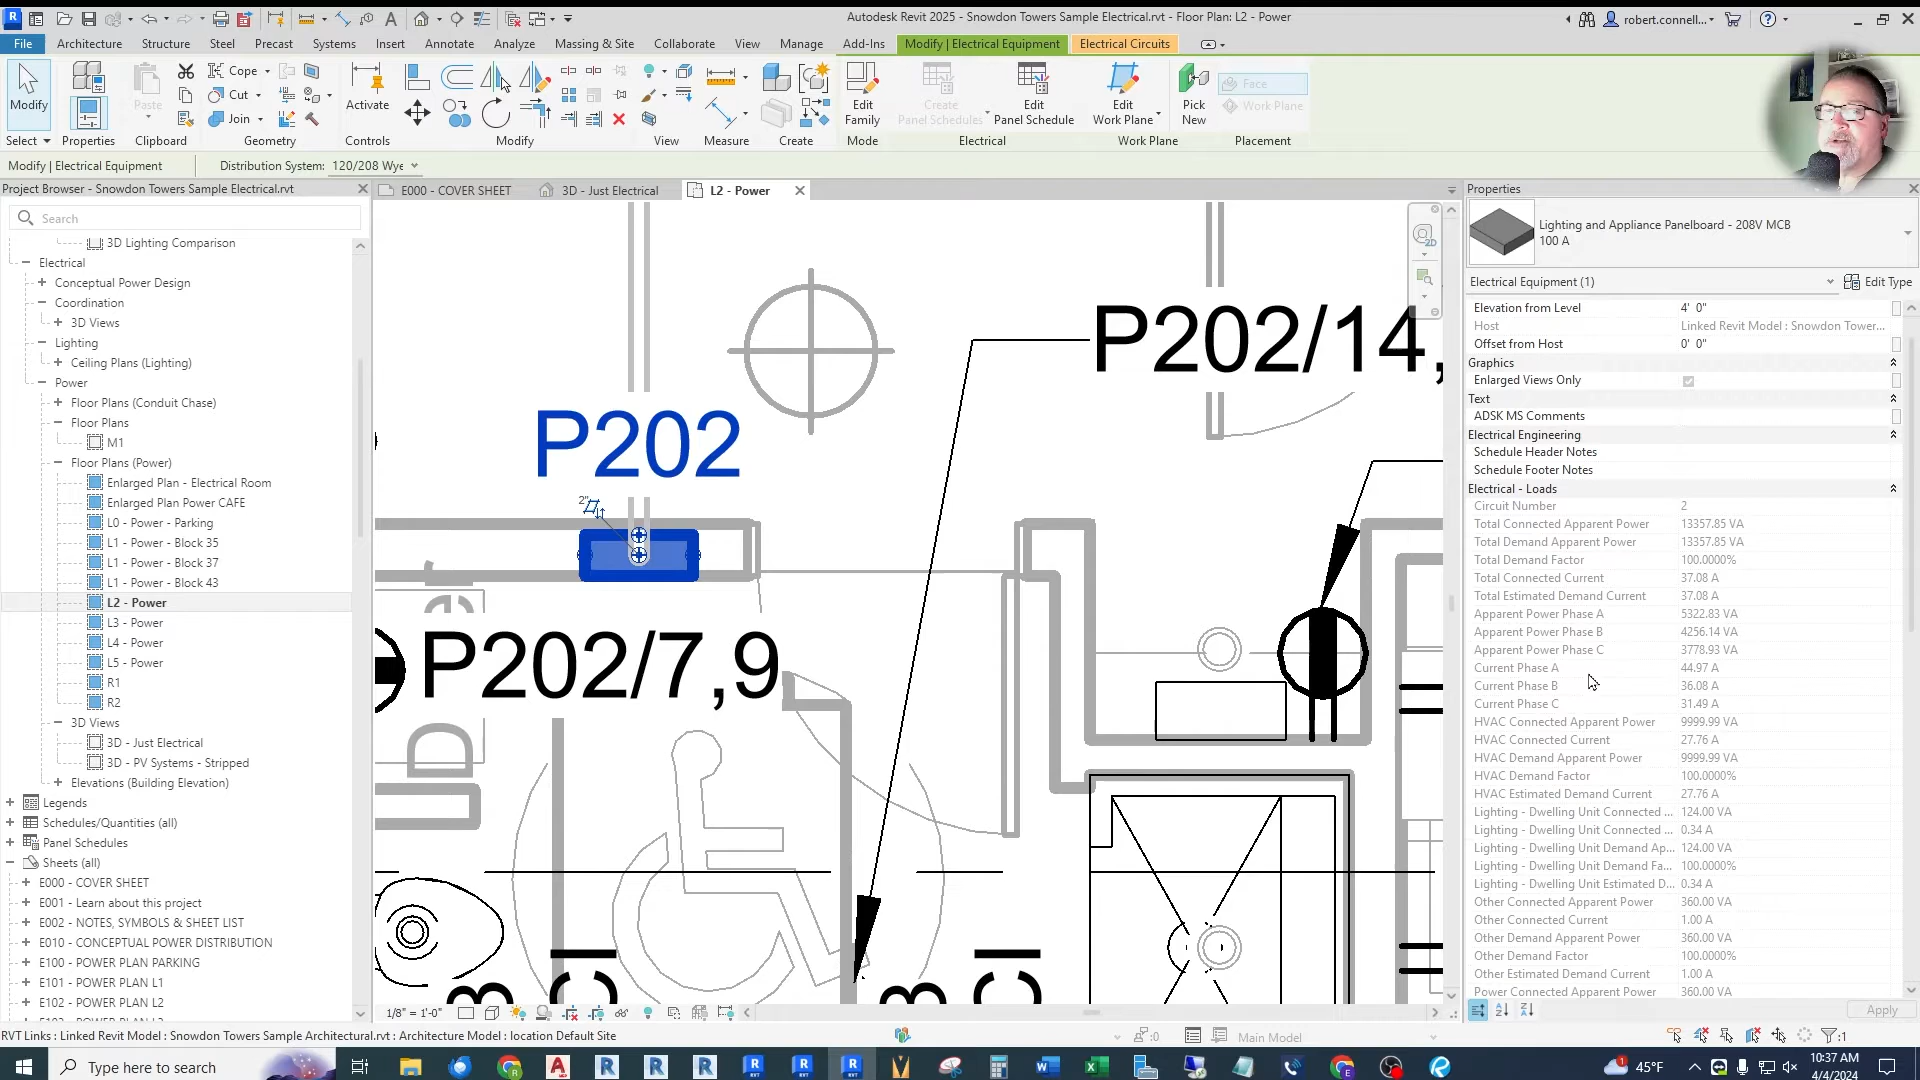 Autodesk Revit 2025 - Snowdon Towers Sample Electrical.rvt - Floor Plan: L2 - Power
robert.connell...
File Architecture Structure Steel Precast Systems Insert Annotate Analyze Massing & Site Collaborate View Manage Add-Ins Modify | Electrical Equipment Electrical Circuits
Modify
Paste
Cope
Cut
Join
Activate
Edit Family
Create Panel Schedules
Edit Panel Schedule
Edit Work Plane
Pick New
Face
Work Plane
Select Properties Clipboard Geometry Controls Modify View Measure Create Mode Electrical Work Plane Placement
Modify | Electrical Equipment Distribution System: 120/208 Wye
Project Browser - Snowdon Towers Sample Electrical.rvt
Search
3D Lighting Comparison
Electrical
Conceptual Power Design
Coordination
3D Views
Lighting
Ceiling Plans (Lighting)
Power
Floor Plans (Conduit Chase)
Floor Plans
M1
Floor Plans (Power)
Enlarged Plan - Electrical Room
Enlarged Plan Power CAFE
L0 - Power - Parking
L1 - Power - Block 35
L1 - Power - Block 37
L1 - Power - Block 43
L2 - Power
L3 - Power
L4 - Power
L5 - Power
R1
R2
3D Views
3D - Just Electrical
3D - PV Systems - Stripped
Elevations (Building Elevation)
Legends
Schedules/Quantities (all)
Panel Schedules
Sheets (all)
E000 - COVER SHEET
E001 - Learn about this project
E002 - NOTES, SYMBOLS & SHEET LIST
E010 - CONCEPTUAL POWER DISTRIBUTION
E100 - POWER PLAN PARKING
E101 - POWER PLAN L1
E102 - POWER PLAN L2
E000 - COVER SHEET 3D - Just Electrical L2 - Power
2D
P202/14,
P202
2"
P202/7,9
1/8" = 1'-0"
Properties
Lighting and Appliance Panelboard - 208V MCB
100 A
Electrical Equipment (1) Edit Type
Elevation from Level 4' 0"
Host Linked Revit Model : Snowdon Tower...
Offset from Host 0' 0"
Graphics
Enlarged Views Only
Text
ADSK MS Comments
Electrical Engineering
Schedule Header Notes
Schedule Footer Notes
Electrical - Loads
Circuit Number 2
Total Connected Apparent Power 13357.85 VA
Total Demand Apparent Power 13357.85 VA
Total Demand Factor 100.0000%
Total Connected Current 37.08 A
Total Estimated Demand Current 37.08 A
Apparent Power Phase A 5322.83 VA
Apparent Power Phase B 4256.14 VA
Apparent Power Phase C 3778.93 VA
Current Phase A 44.97 A
Current Phase B 36.08 A
Current Phase C 31.49 A
HVAC Connected Apparent Power 9999.99 VA
HVAC Connected Current 27.76 A
HVAC Demand Apparent Power 9999.99 VA
HVAC Demand Factor 100.0000%
HVAC Estimated Demand Current 27.76 A
Lighting - Dwelling Unit Connected ... 124.00 VA
Lighting - Dwelling Unit Connected ... 0.34 A
Lighting - Dwelling Unit Demand Ap... 124.00 VA
Lighting - Dwelling Unit Demand Fa... 100.0000%
Lighting - Dwelling Unit Estimated D... 0.34 A
Other Connected Apparent Power 360.00 VA
Other Connected Current 1.00 A
Other Demand Apparent Power 360.00 VA
Other Demand Factor 100.0000%
Other Estimated Demand Current 1.00 A
Power Connected Apparent Power 360.00 VA
Apply
RVT Links : Linked Revit Model : Snowdon Towers Sample Architectural.rvt : Architecture Model : location Default Site
:0
Main Model
:1
Type here to search
45°F
10:37 AM
4/4/2024